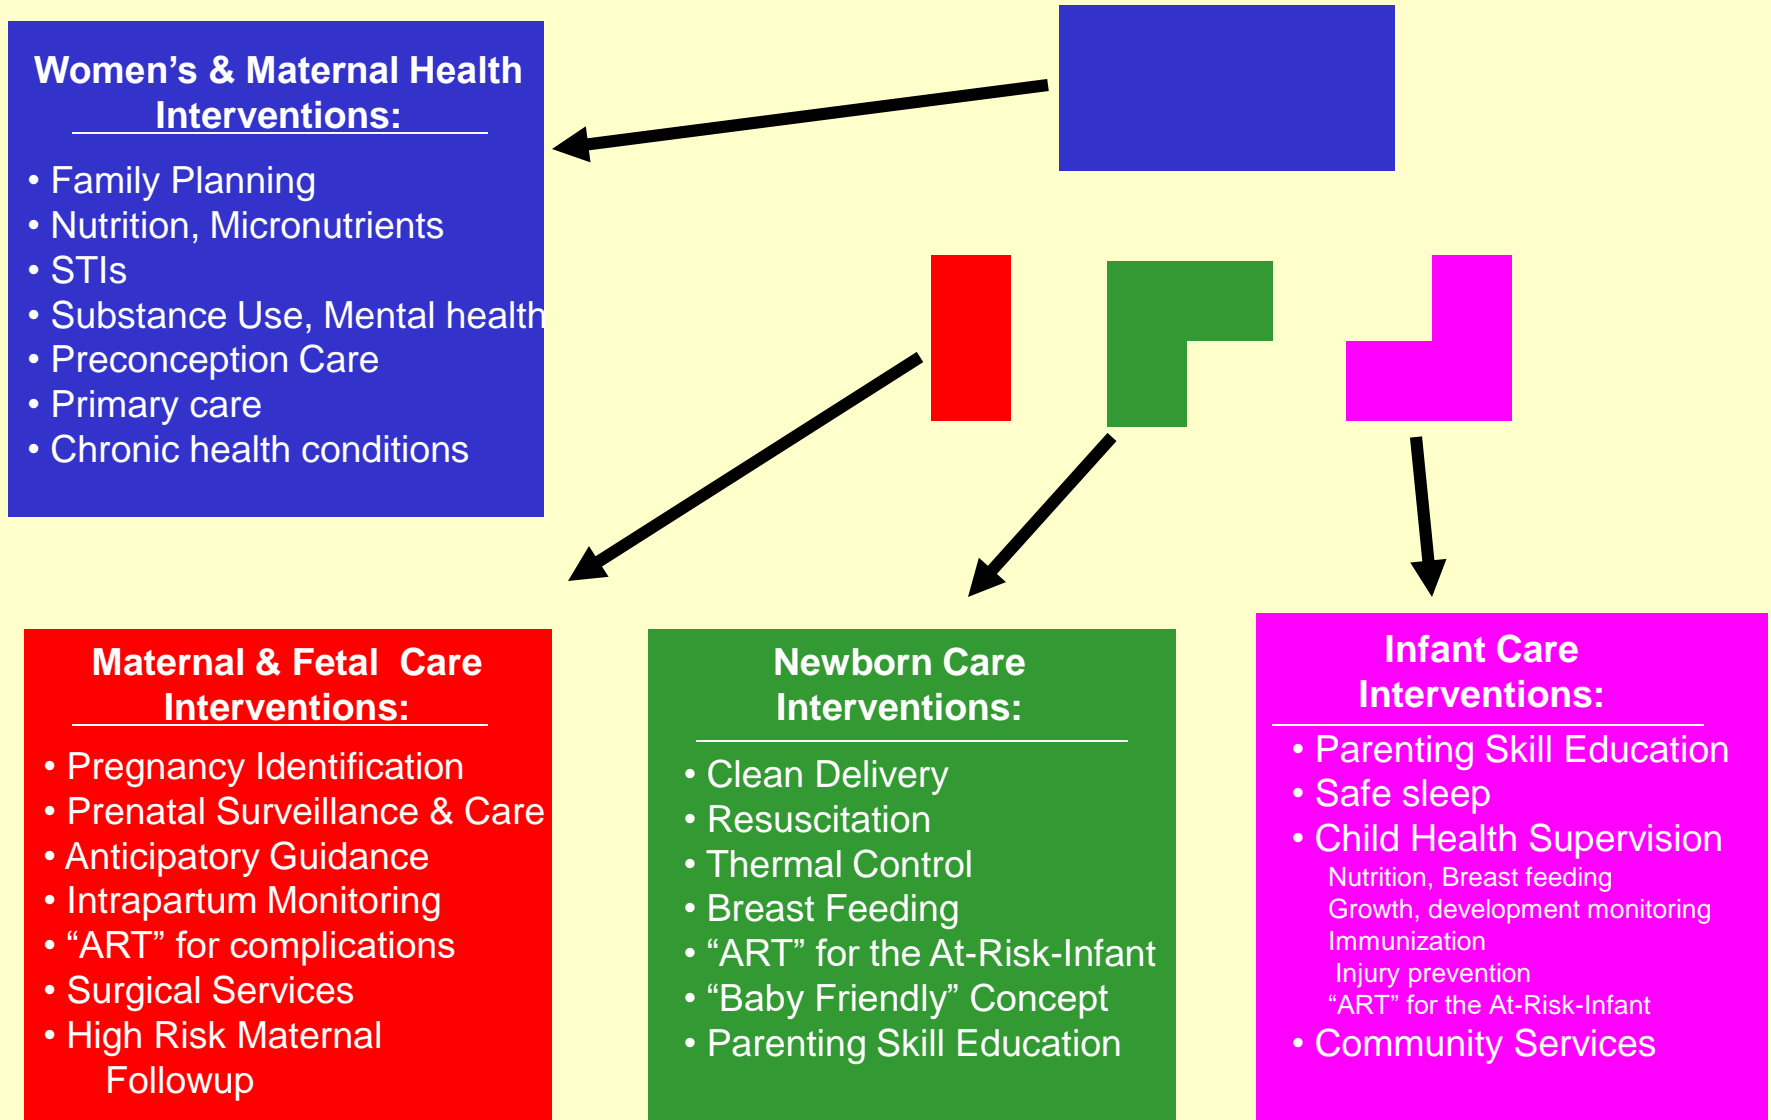 Women’s & Maternal Health
Interventions:
• Family Planning
• Nutrition, Micronutrients
• STIs
• Substance Use, Mental health
• Preconception Care
• Primary care
• Chronic health conditions
Maternal & Fetal Care
Interventions:
• Pregnancy Identification
• Prenatal Surveillance & Care
• Anticipatory Guidance
• Intrapartum Monitoring
• “ART” for complications
• Surgical Services
• High Risk Maternal
Followup
Newborn Care
Interventions:
• Clean Delivery
• Resuscitation
• Thermal Control
• Breast Feeding
• “ART” for the At-Risk-Infant
• “Baby Friendly” Concept
• Parenting Skill Education
Infant Care
Interventions:
• Parenting Skill Education
• Safe sleep
• Child Health Supervision
Nutrition, Breast feeding
Growth, development monitoring
Immunization
Injury prevention
“ART” for the At-Risk-Infant
• Community Services